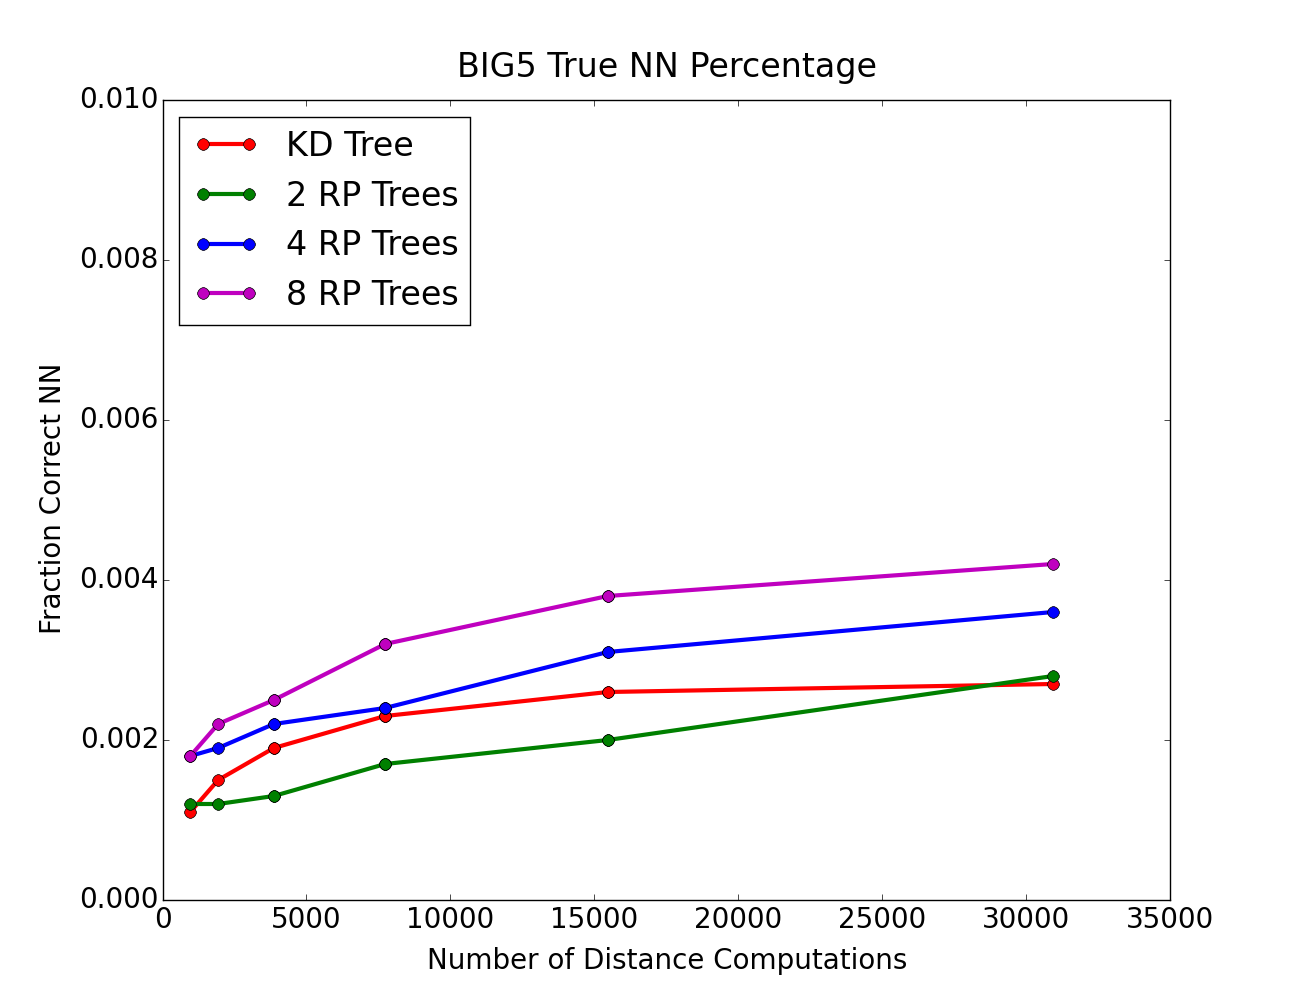 BIG5 True NN Percentage
0.010
0.008
0.006
0.004
0.002
0.000
Fraction Correct NN
KD Tree
2 RP Trees
4 RP Trees
8 RP Trees
0 5000 10000 15000 20000 25000 30000 35000
Number of Distance Computations